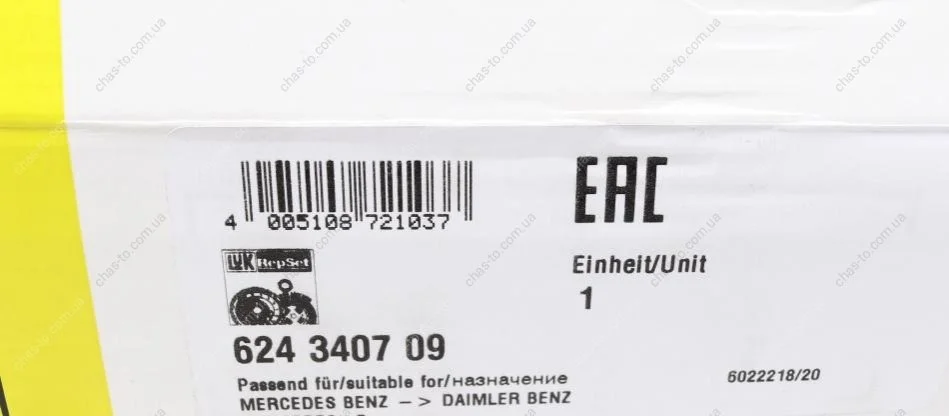 EAC
4 005108 721037
LUK RepSet
Einheit/Unit
1
624 3407 09
Passend für/suitable for/назначение
6022218/20
MERCEDES BENZ –> DAIMLER BENZ
chas-to.com.ua